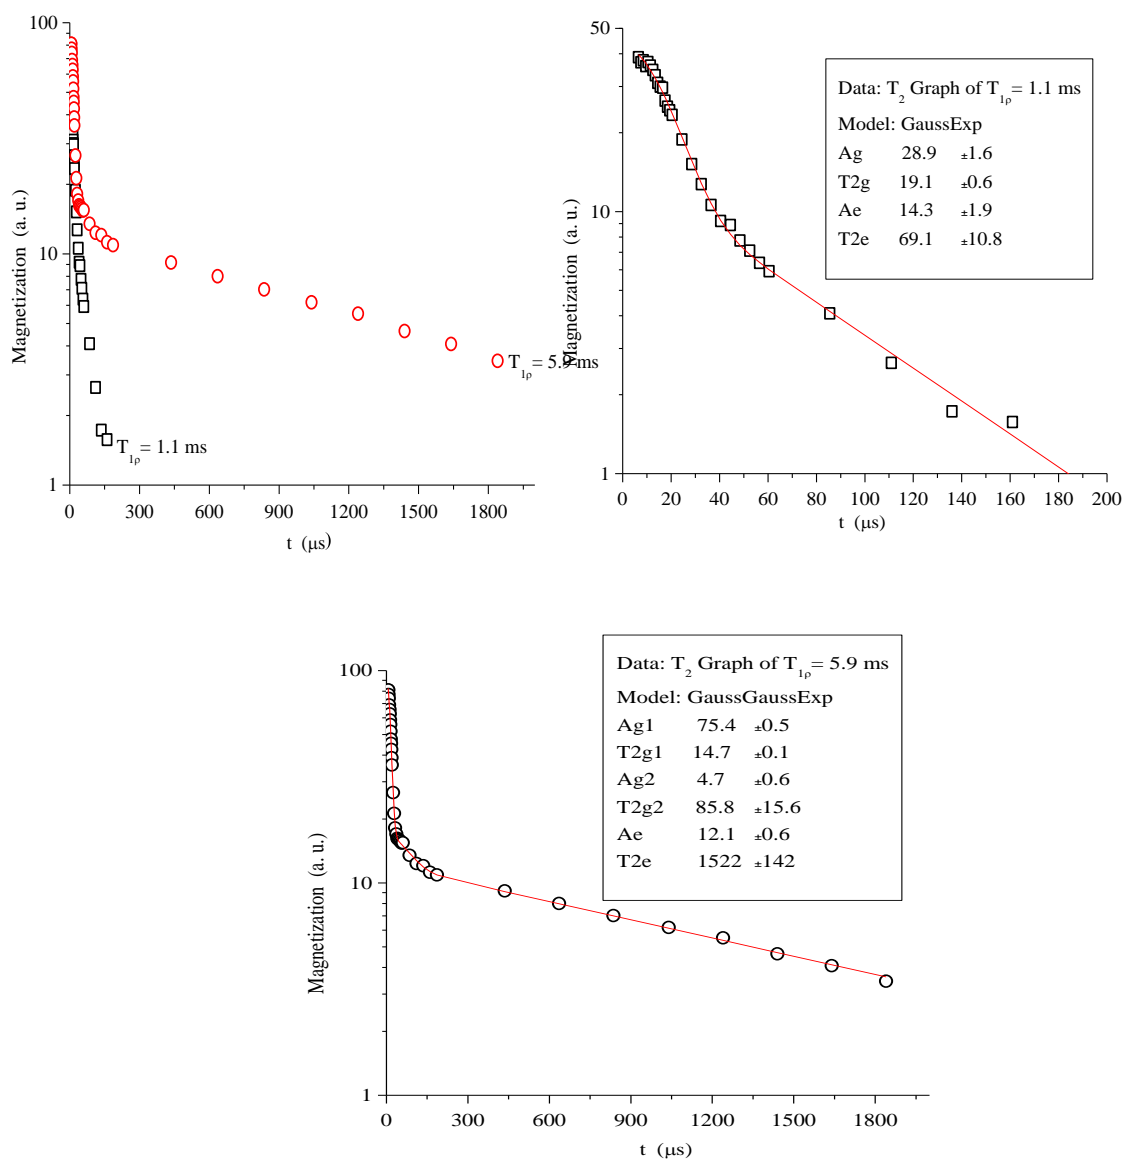 100
10
1
Magnetization (a. u.)
T1ρ= 5.9 ms
T1ρ= 1.1 ms
0 300 600 900 1200 1500 1800
t (μs)
50
10
1
Magnetization (a. u.)
Data: T2 Graph of T1ρ= 1.1 ms
Model: GaussExp
Ag 28.9 ±1.6
T2g 19.1 ±0.6
Ae 14.3 ±1.9
T2e 69.1 ±10.8
0 20 40 60 80 100 120 140 160 180 200
t (μs)
100
10
1
Magnetization (a. u.)
Data: T2 Graph of T1ρ= 5.9 ms
Model: GaussGaussExp
Ag1 75.4 ±0.5
T2g1 14.7 ±0.1
Ag2 4.7 ±0.6
T2g2 85.8 ±15.6
Ae 12.1 ±0.6
T2e 1522 ±142
0 300 600 900 1200 1500 1800
t (μs)